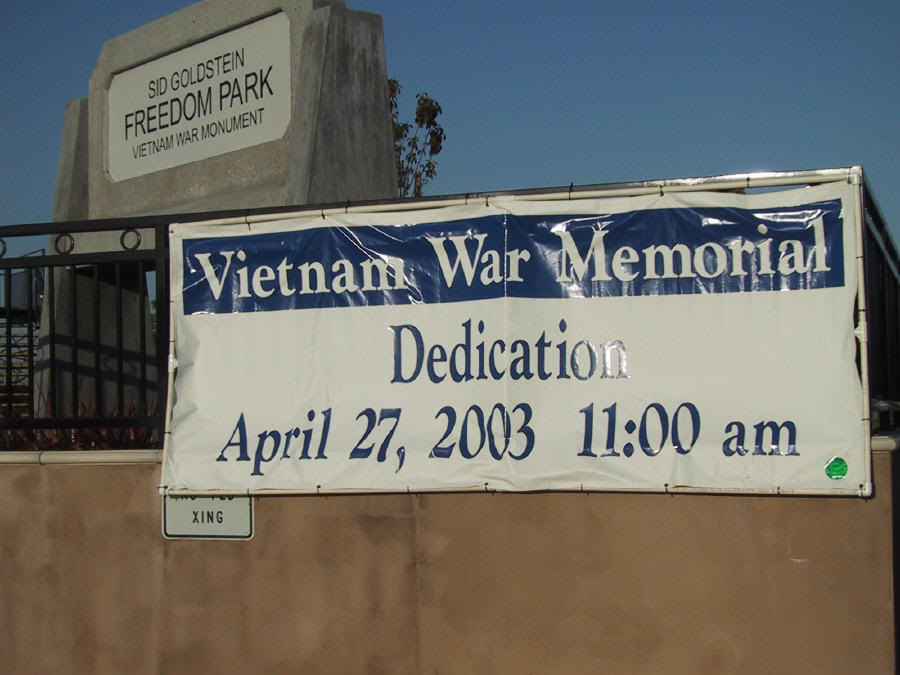 SID GOLDSTEIN
FREEDOM PARK
VIETNAM WAR MONUMENT
Vietnam War Memorial
Dedication
April 27, 2003 11:00 am
XING